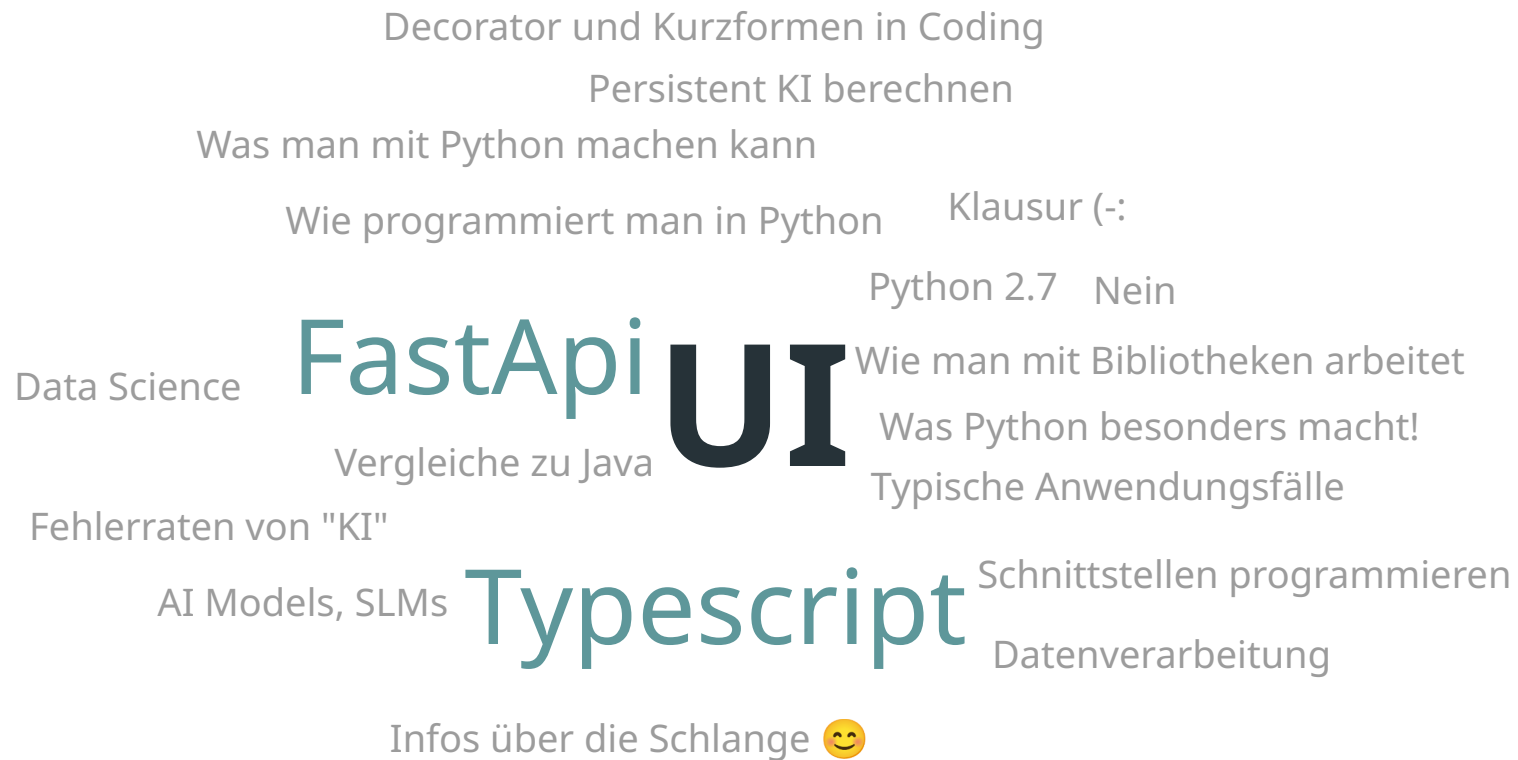 Decorator und Kurzformen in Coding
Persistent KI berechnen
Was man mit Python machen kann
Klausur (-:
Wie programmiert man in Python
Python 2.7
Nein
FastApi
UI
Wie man mit Bibliotheken arbeitet
Data Science
Was Python besonders macht!
Vergleiche zu Java
Typische Anwendungsfälle
Fehlerraten von "KI"
Schnittstellen programmieren
AI Models, SLMs
Typescript
Datenverarbeitung
Infos über die Schlange 😊